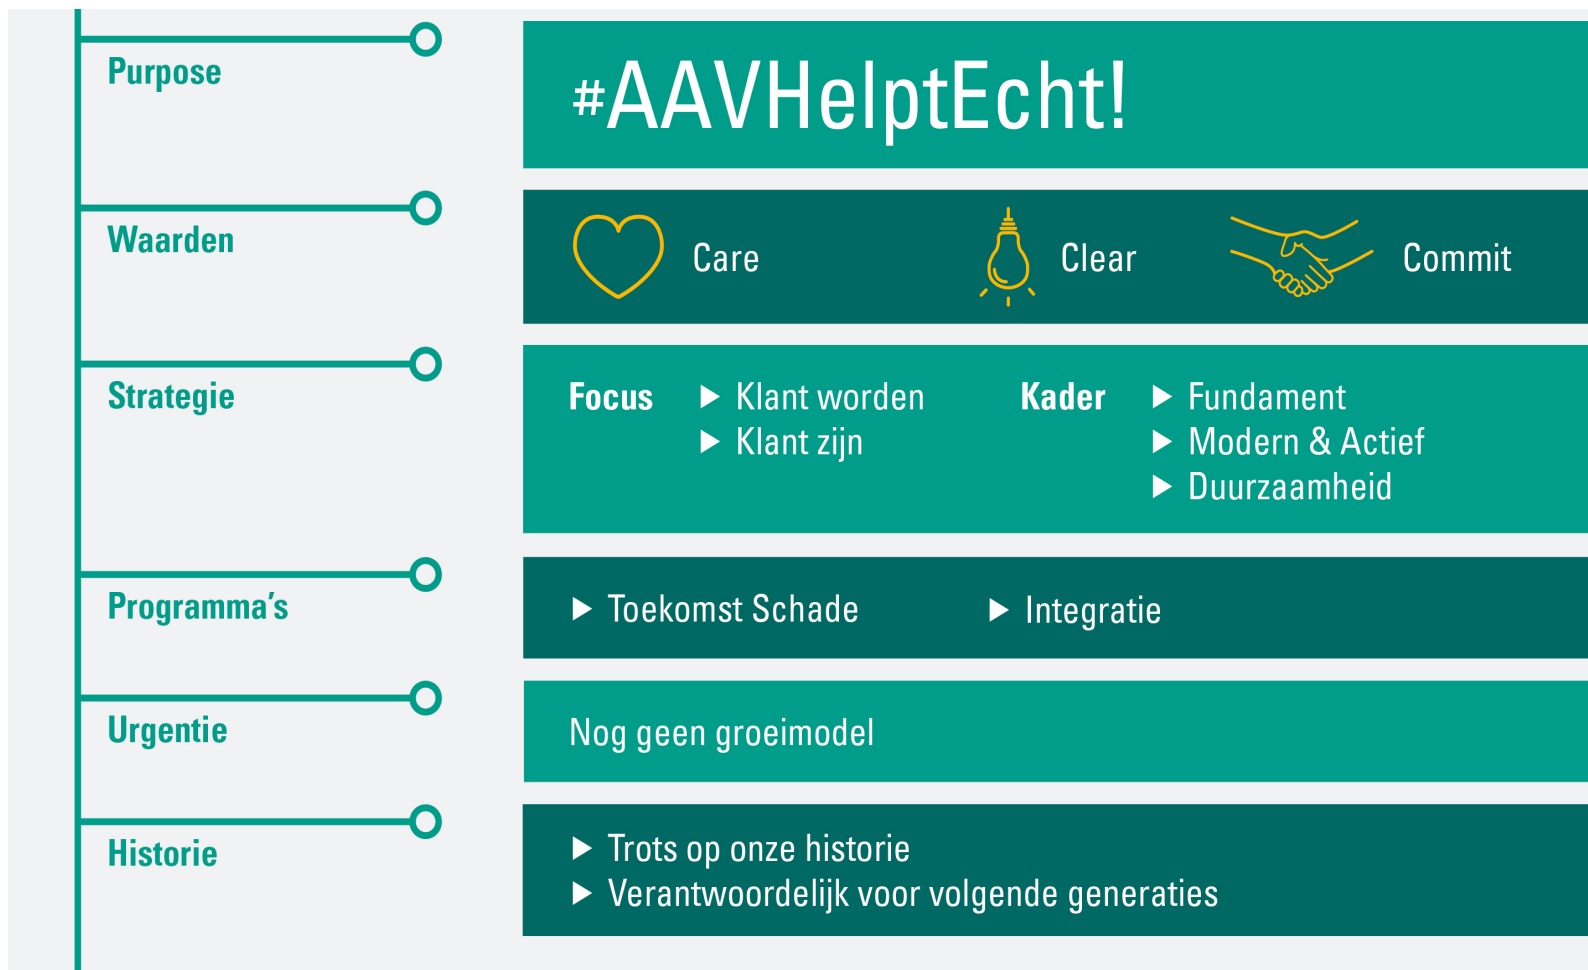 Purpose
#AAVHelptEcht!
Waarden
Care
Clear
Commit
Strategie
Focus
Klant worden
Klant zijn
Kader
Fundament
Modern & Actief
Duurzaamheid
Programma's
Toekomst Schade
Integratie
Urgentie
Nog geen groeimodel
Historie
Trots op onze historie
Verantwoordelijk voor volgende generaties